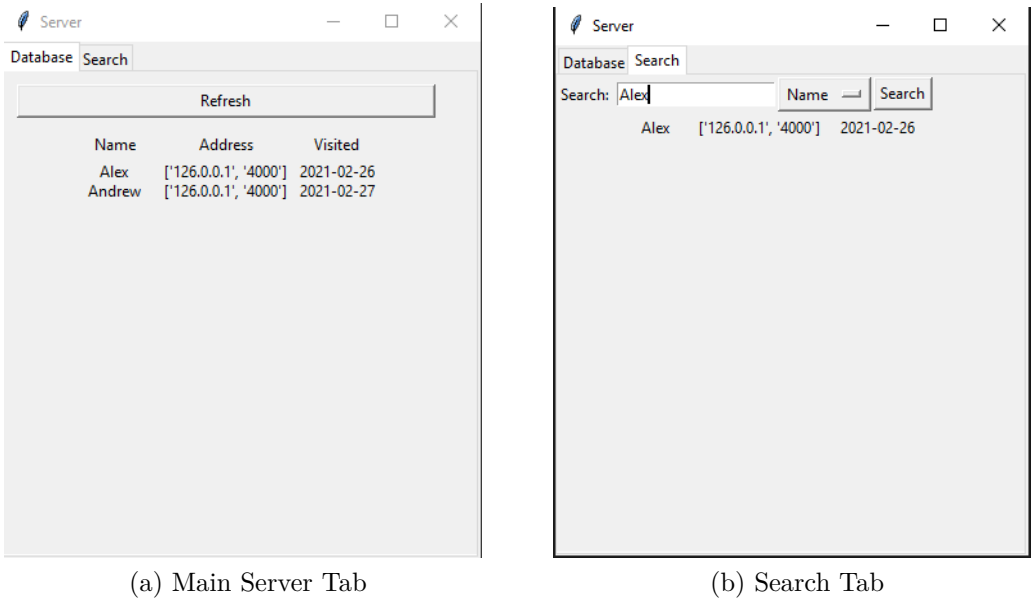 Server
Database Search
Refresh
Name Address Visited
Alex ['126.0.0.1', '4000'] 2021-02-26
Andrew ['126.0.0.1', '4000'] 2021-02-27
(a) Main Server Tab
Server
Database Search
Search: Alex Name Search
Alex ['126.0.0.1', '4000'] 2021-02-26
(b) Search Tab